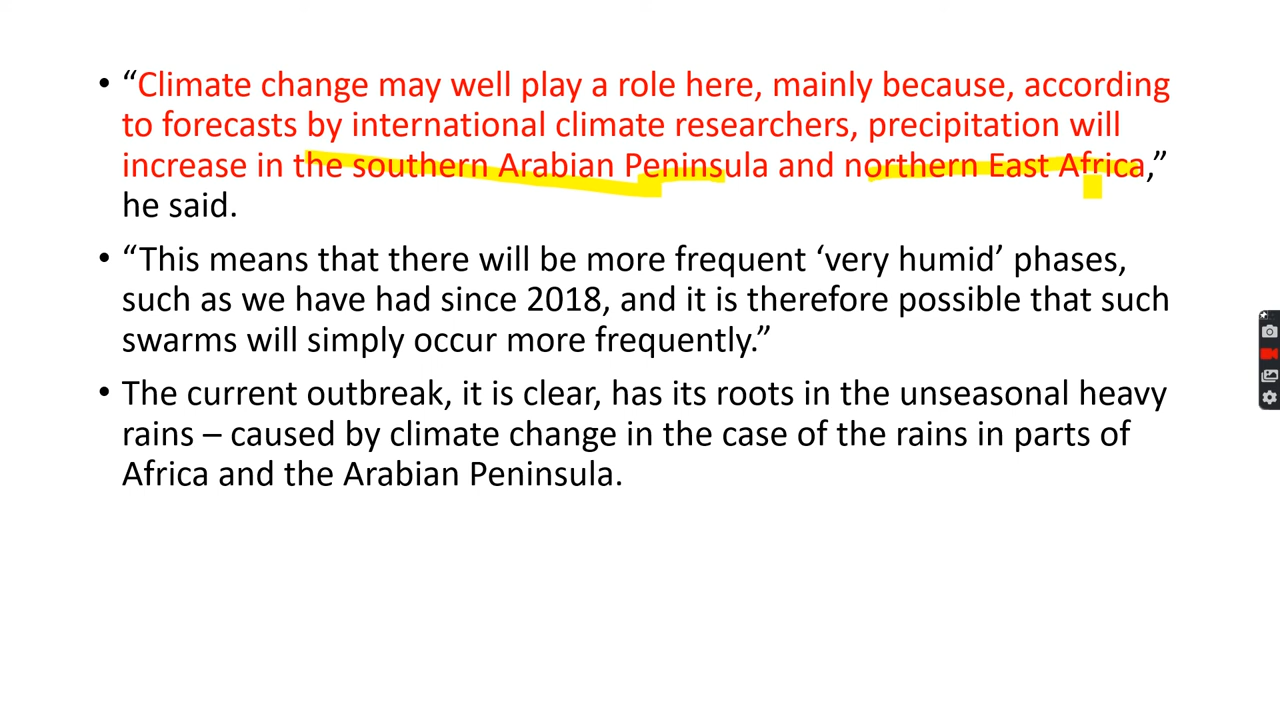 • “Climate change may well play a role here, mainly because, according
to forecasts by international climate researchers, precipitation will
increase in the southern Arabian Peninsula and northern East Africa,”
he said.
• “This means that there will be more frequent ‘very humid’ phases,
such as we have had since 2018, and it is therefore possible that such
swarms will simply occur more frequently.”
• The current outbreak, it is clear, has its roots in the unseasonal heavy
rains – caused by climate change in the case of the rains in parts of
Africa and the Arabian Peninsula.